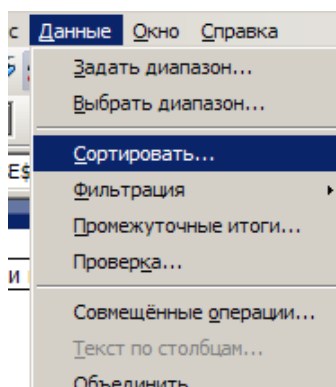 с Данные Окно Справка
Задать диапазон...
Выбрать диапазон...
Сортировать...
E$
Фильтрация
Промежуточные итоги...
Проверка...
и
Совмещённые операции...
Текст по столбцам...
Объединить